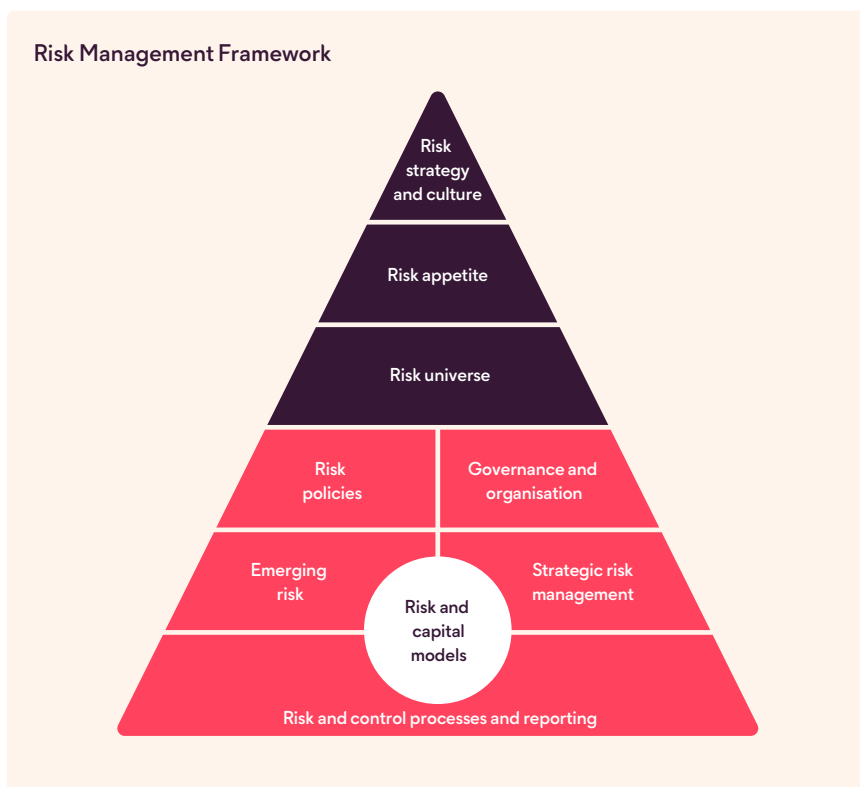 Risk Management Framework
Risk
strategy
and culture
Risk appetite
Risk universe
Risk
policies
Governance and
organisation
Emerging
risk
Strategic risk
management
Risk and
capital
models
Risk and control processes and reporting